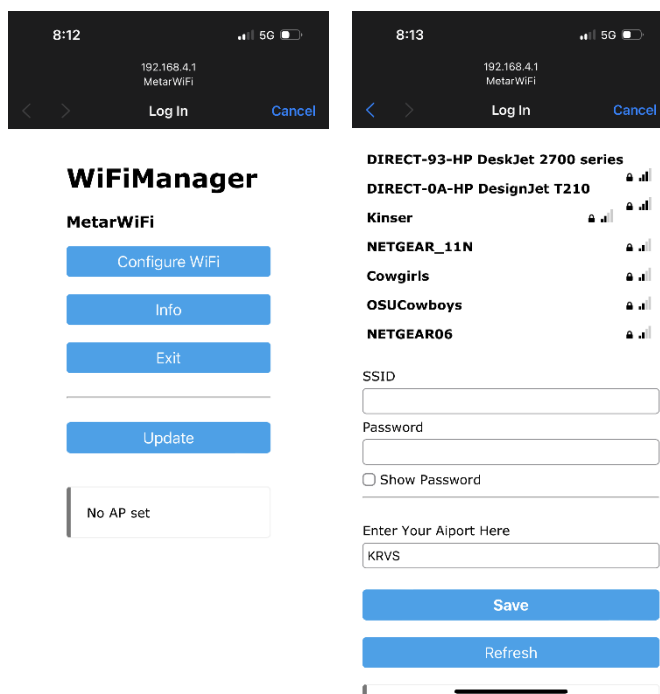 8:12
5G
192.168.4.1
MetarWiFi
Log In
Cancel
WiFiManager
MetarWiFi
Configure WiFi
Info
Exit
Update
No AP set
8:13
5G
192.168.4.1
MetarWiFi
Log In
Cancel
DIRECT-93-HP DeskJet 2700 series
DIRECT-0A-HP DesignJet T210
Kinser
NETGEAR_11N
Cowgirls
OSUCowboys
NETGEAR06
SSID
Password
Show Password
Enter Your Aiport Here
KRVS
Save
Refresh